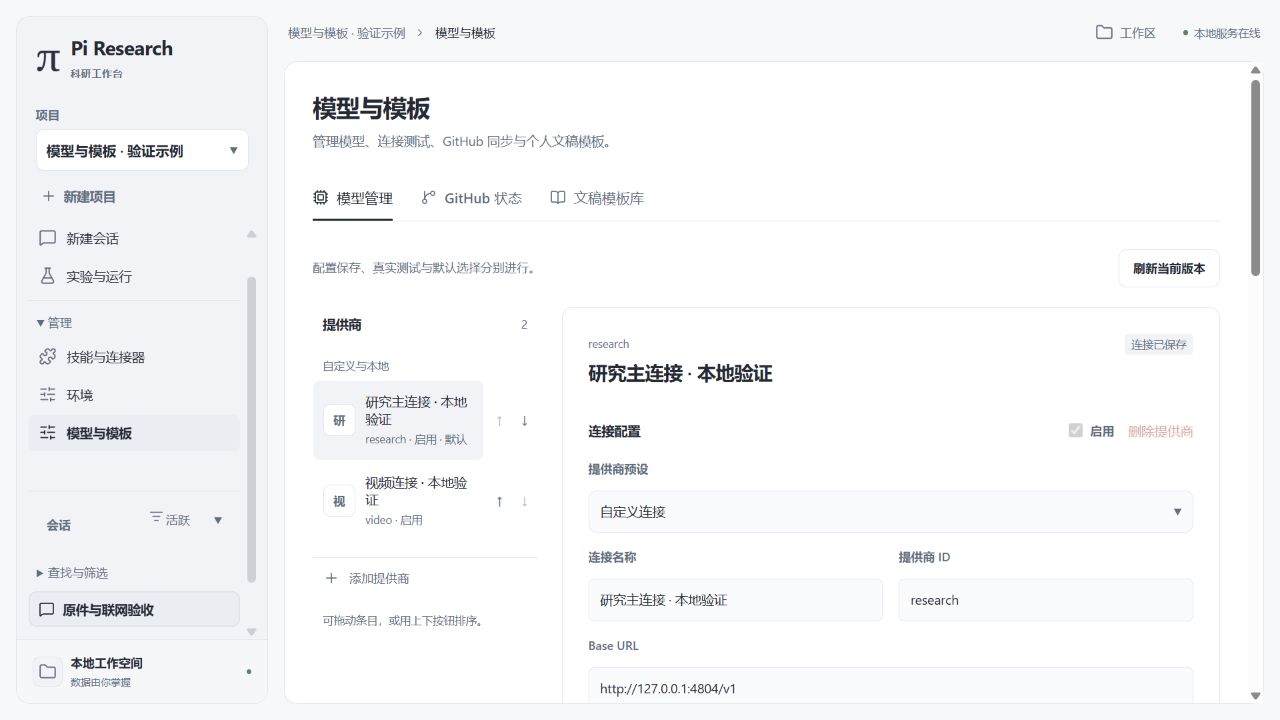 π
Pi Research
科研工作台
项目
模型与模板 · 验证示例
新建项目
新建会话
实验与运行
管理
技能与连接器
环境
模型与模板
会话
活跃
查找与筛选
原件与联网验收
本地工作空间
数据由你掌握
模型与模板 · 验证示例 › 模型与模板
工作区
本地服务在线
模型与模板
管理模型、连接测试、GitHub 同步与个人文稿模板。
模型管理
GitHub 状态
文稿模板库
配置保存、真实测试与默认选择分别进行。
刷新当前版本
提供商 2
自定义与本地
研
研究主连接 · 本地
验证
research · 启用 · 默认
↑ ↓
视
视频连接 · 本地验
证
video · 启用
↑ ↓
添加提供商
可拖动条目，或用上下按钮排序。
research
连接已保存
研究主连接 · 本地验证
连接配置
启用
删除提供商
提供商预设
自定义连接
连接名称
提供商 ID
研究主连接 · 本地验证
research
Base URL
http://127.0.0.1:4804/v1